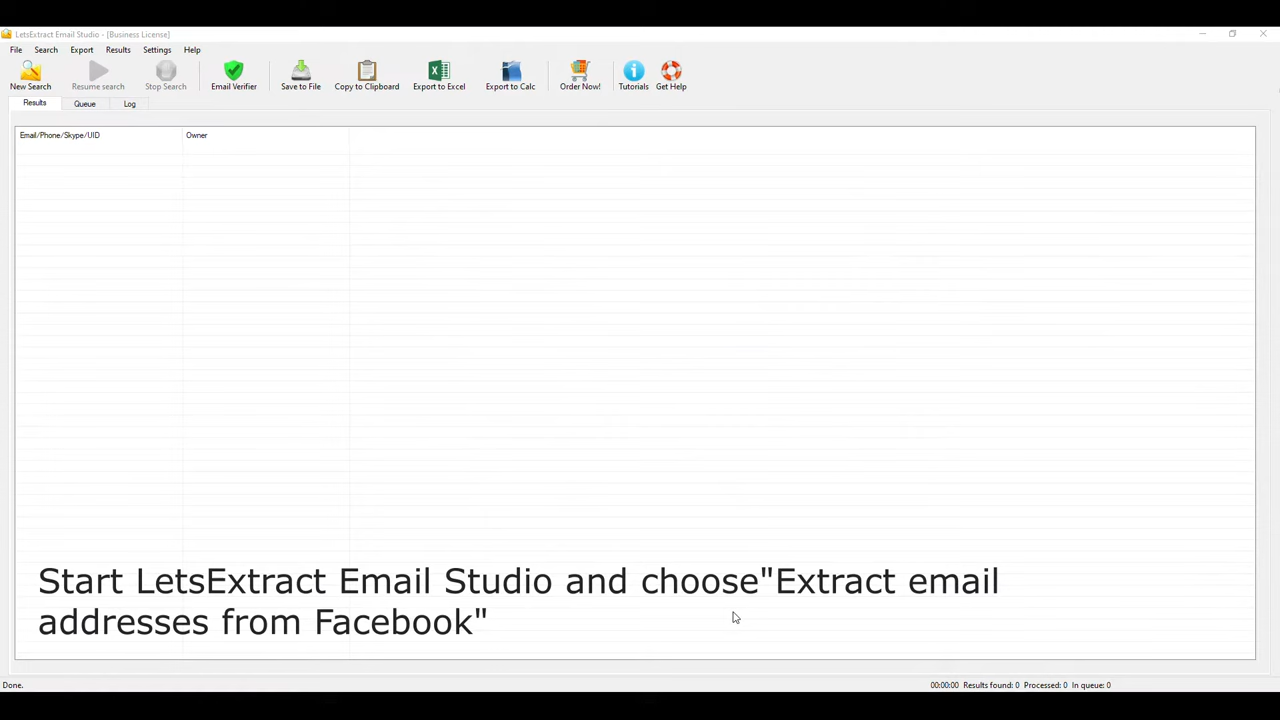 LetsExtract Email Studio - [Business License]
File Search Export Results Settings Help
New Search Resume search Stop Search Email Verifier Save to File Copy to Clipboard Export to Excel Export to Calc Order Now! Tutorials Get Help
Results Queue Log
Email/Phone/Skype/UID Owner
Start LetsExtract Email Studio and choose"Extract email
addresses from Facebook"
Done. 00:00:00 Results found: 0 Processed: 0 In queue: 0